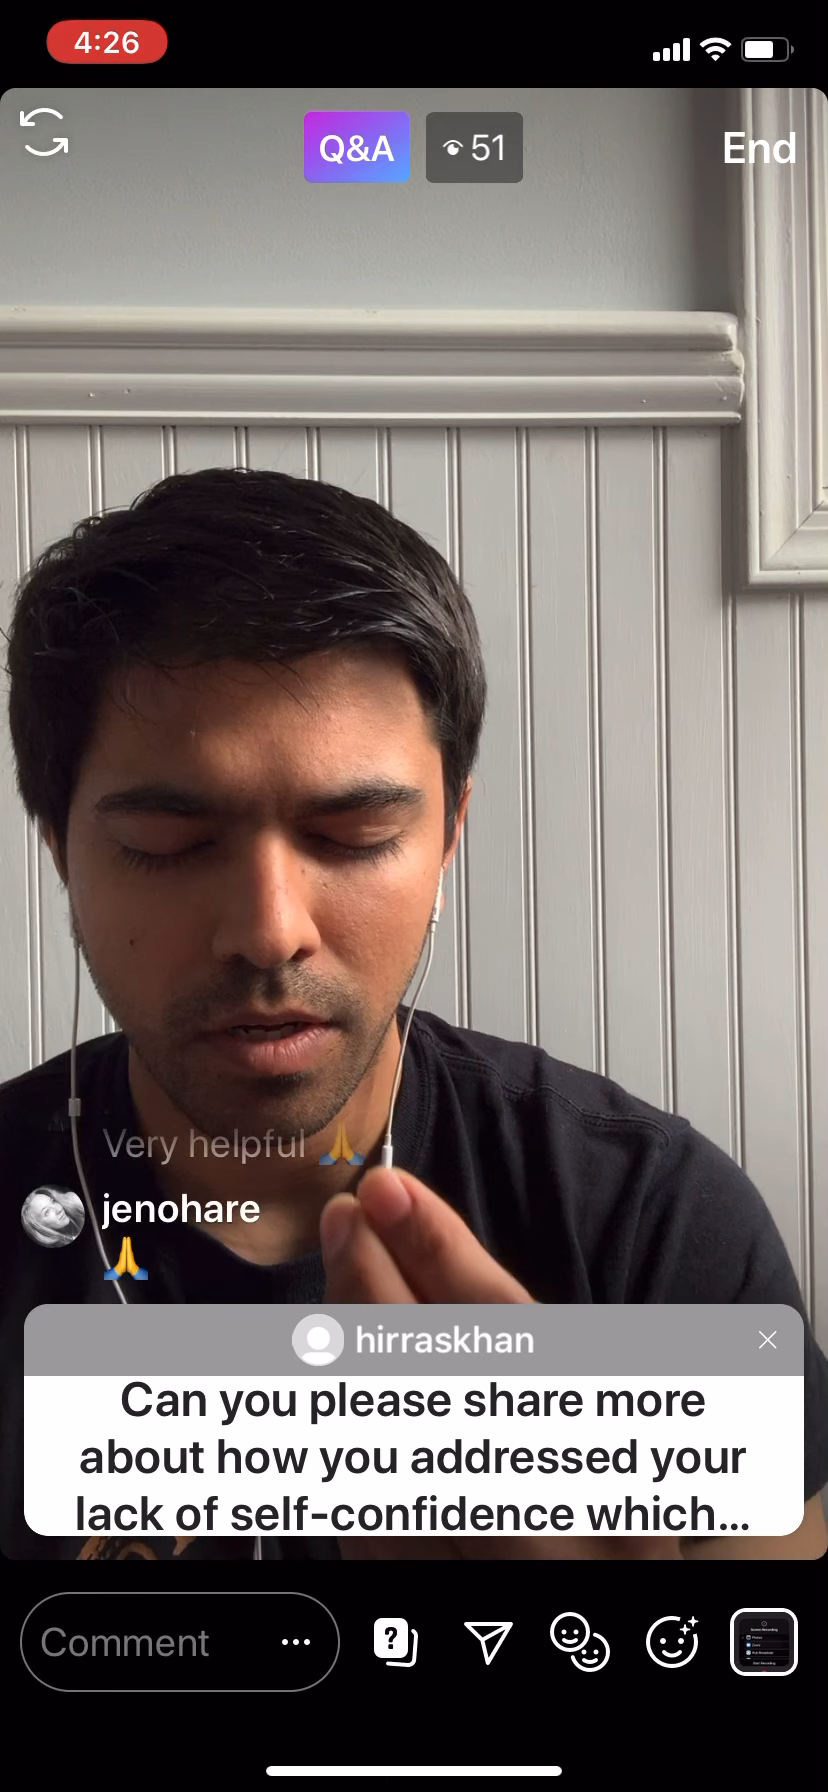 4:26
Q&A
51
End
Very helpful 🙏
jenohare
🙏
hirraskhan
Can you please share more
about how you addressed your
lack of self-confidence which...
Comment
?